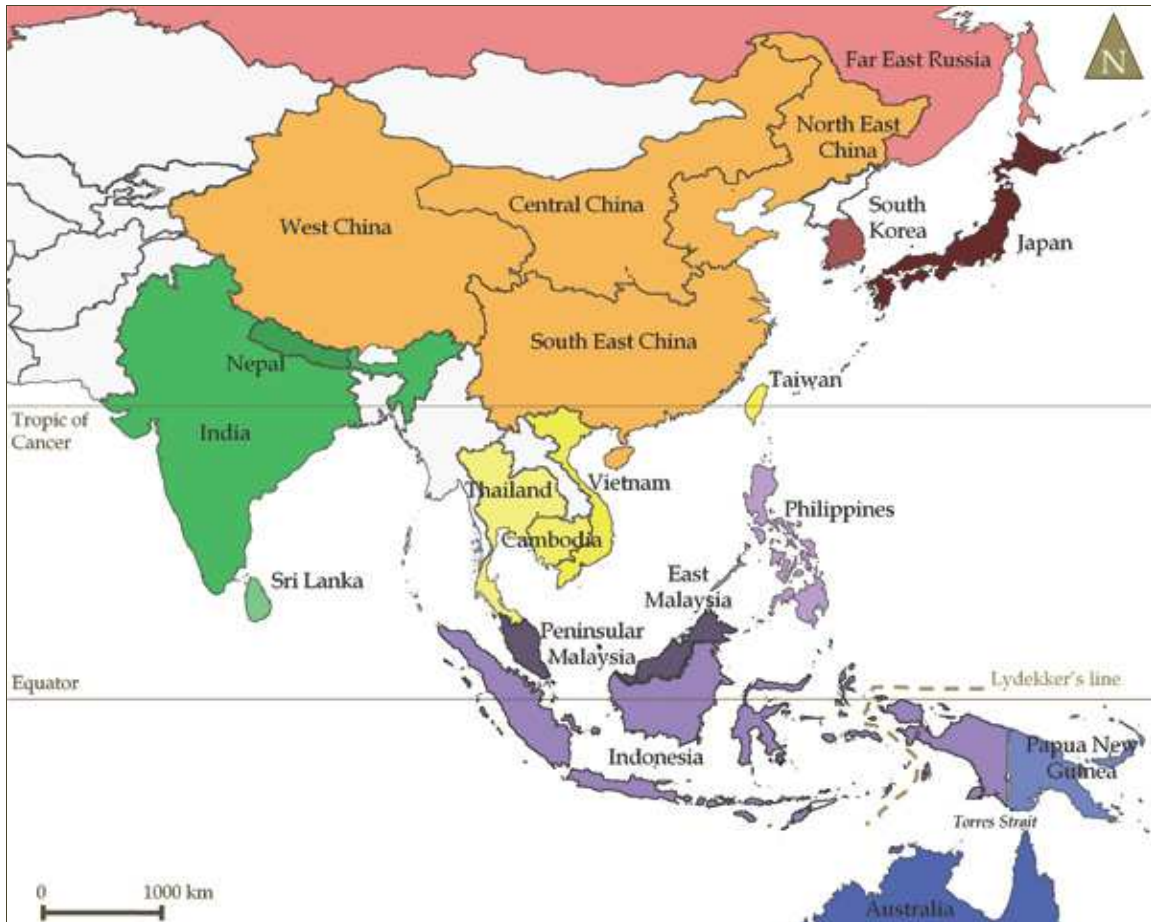 Far East Russia
N
North East
China
Central China
West China
South
Korea
Japan
South East China
Nepal
Taiwan
Tropic of
Cancer
India
Thailand
Vietnam
Philippines
Cambodia
Sri Lanka
East
Malaysia
Peninsular
Malaysia
Equator
Lydekker's line
Indonesia
Papua New
Guinea
Torres Strait
0 1000 km
Australia